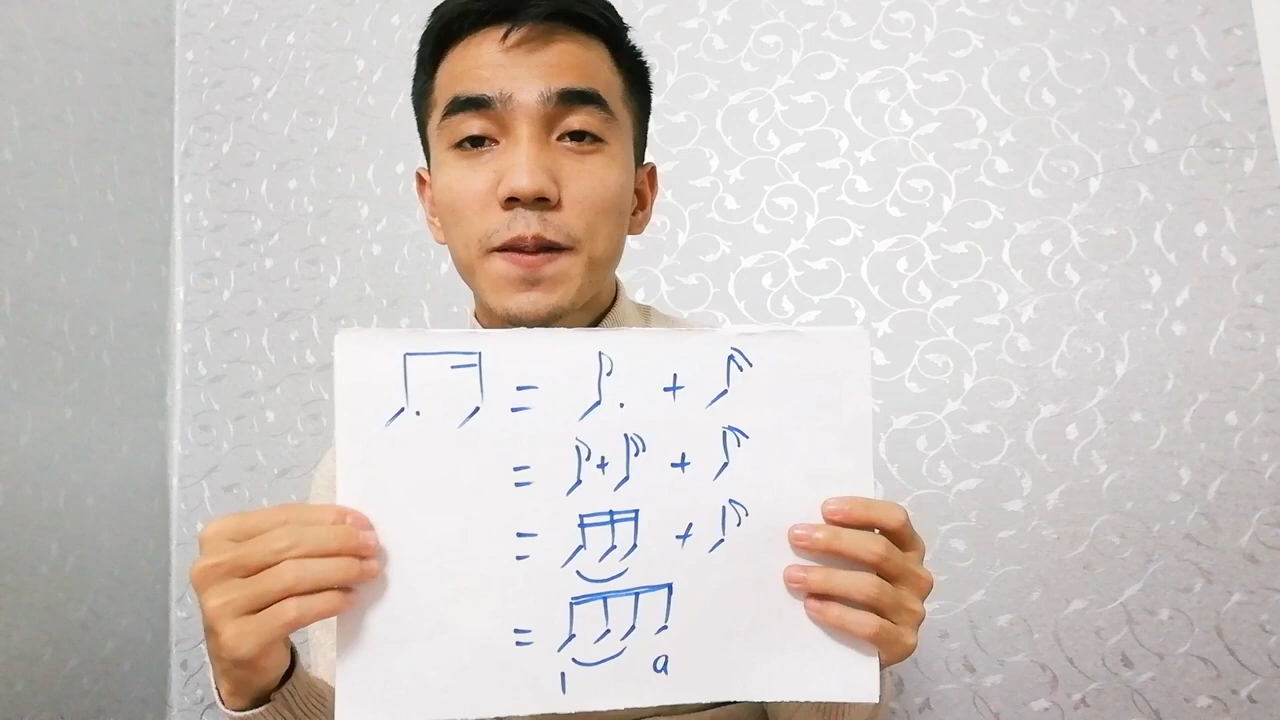 ♪. ♬ = ♪. + ♬
= ♪ + ♬ + ♬
= ♬♬ + ♬
= ♬♬
1 a